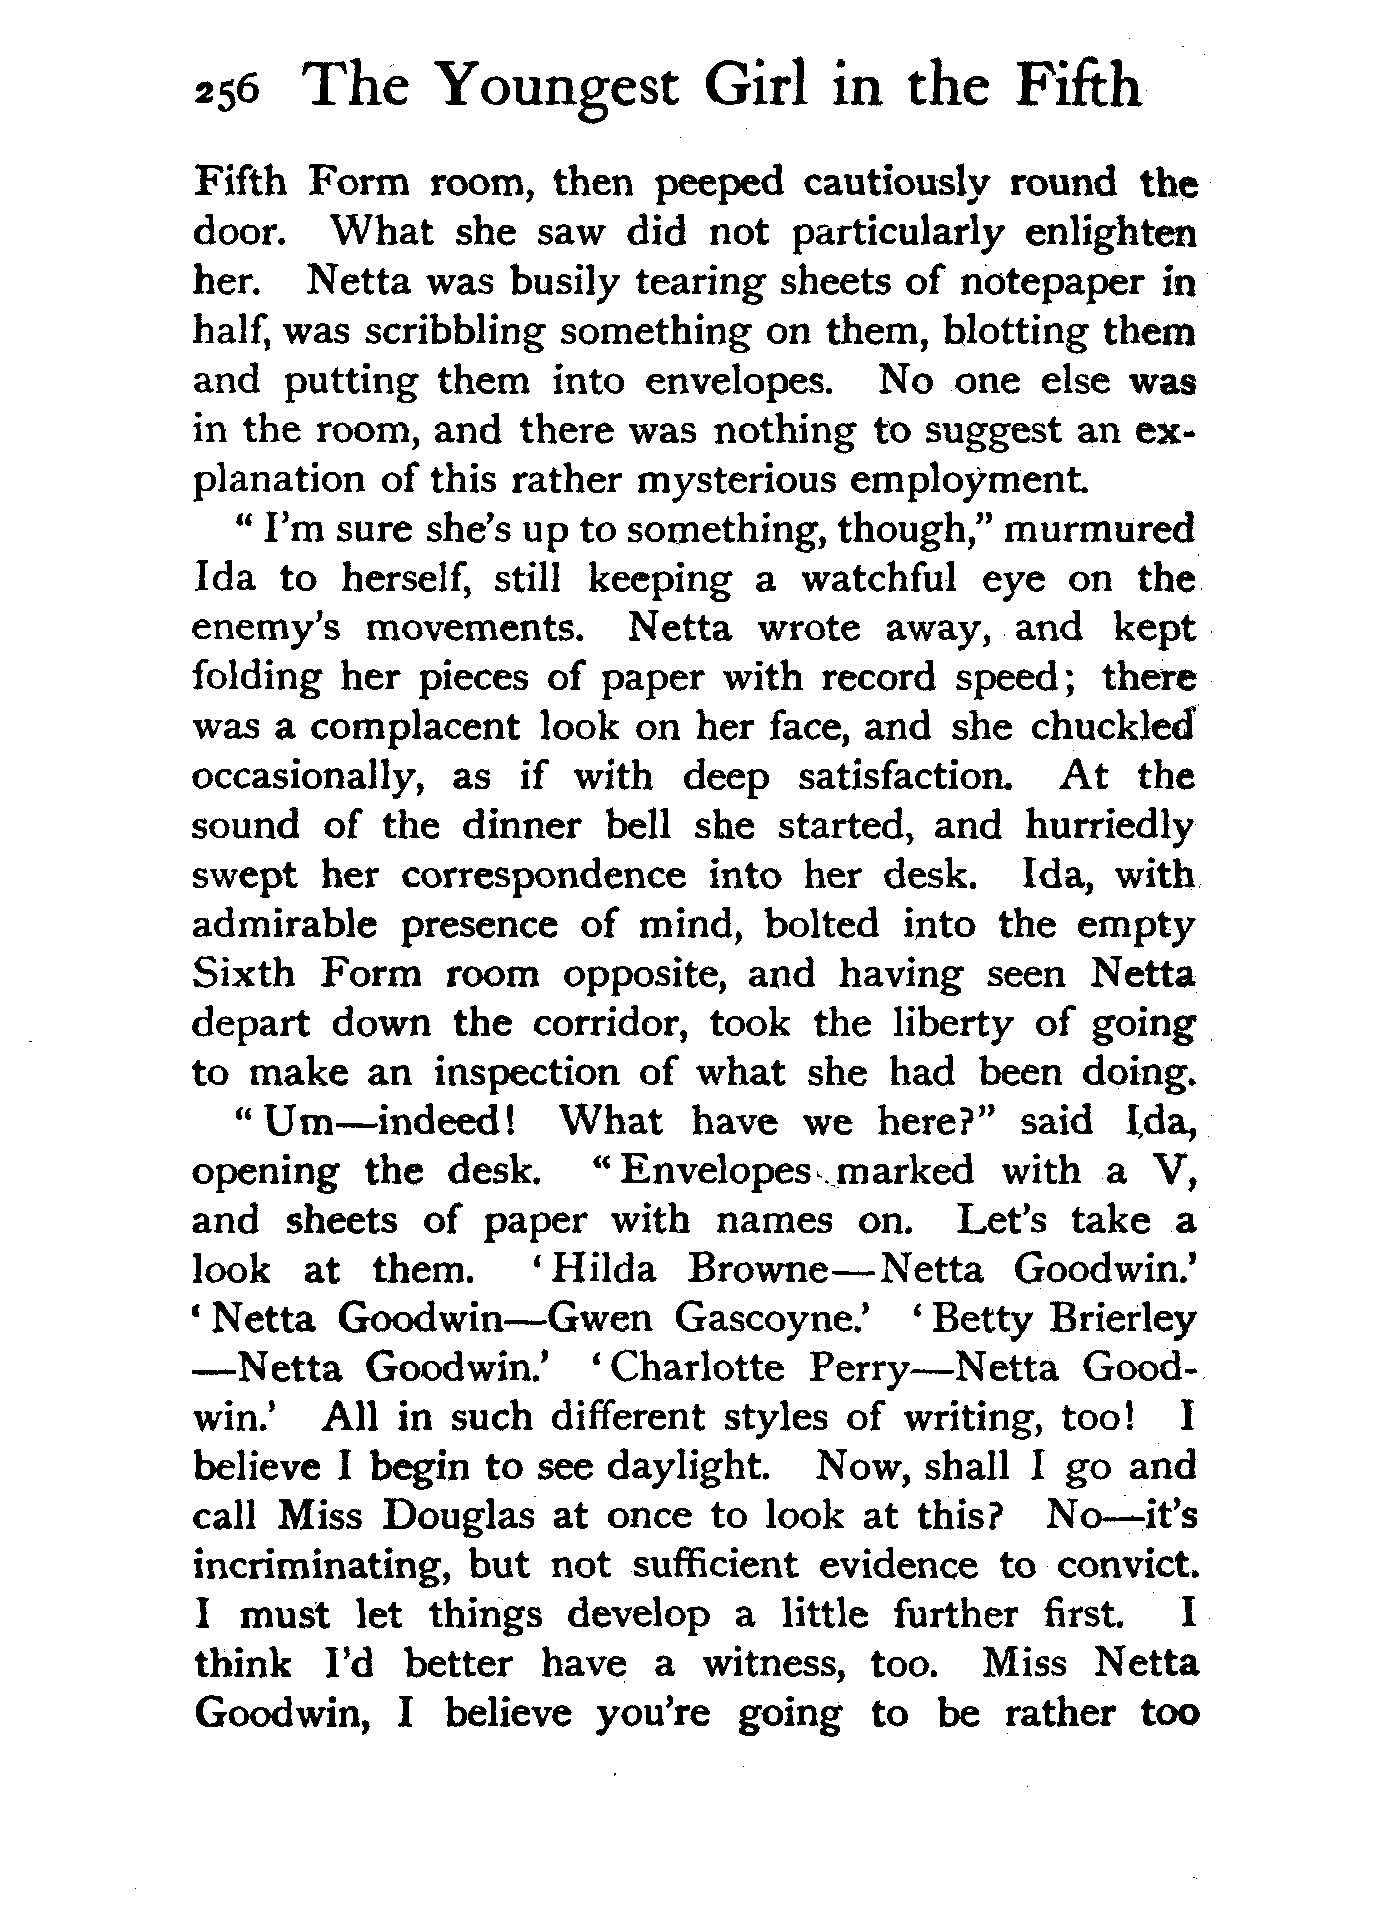 256 The Youngest Girl in the Fifth
Fifth Form room, then peeped cautiously round the
door. What she saw did not particularly enlighten
her. Netta was busily tearing sheets of notepaper in
half, was scribbling something on them, blotting them
and putting them into envelopes. No one else was
in the room, and there was nothing to suggest an ex-
planation of this rather mysterious employment.
“I'm sure she's up to something, though,” murmured
Ida to herself, still keeping a watchful eye on the
enemy's movements. Netta wrote away, and kept
folding her pieces of paper with record speed; there
was a complacent look on her face, and she chuckled
occasionally, as if with deep satisfaction. At the
sound of the dinner bell she started, and hurriedly
swept her correspondence into her desk. Ida, with
admirable presence of mind, bolted into the empty
Sixth Form room opposite, and having seen Netta
depart down the corridor, took the liberty of going
to make an inspection of what she had been doing.
“Um—indeed! What have we here?” said Ida,
opening the desk. “Envelopes marked with a V,
and sheets of paper with names on. Let's take a
look at them. ‘Hilda Browne—Netta Goodwin.’
‘Netta Goodwin—Gwen Gascoyne.’ ‘Betty Brierley
—Netta Goodwin.’ ‘Charlotte Perry—Netta Good-
win.’ All in such different styles of writing, too! I
believe I begin to see daylight. Now, shall I go and
call Miss Douglas at once to look at this? No—it's
incriminating, but not sufficient evidence to convict.
I must let things develop a little further first. I
think I'd better have a witness, too. Miss Netta
Goodwin, I believe you're going to be rather too